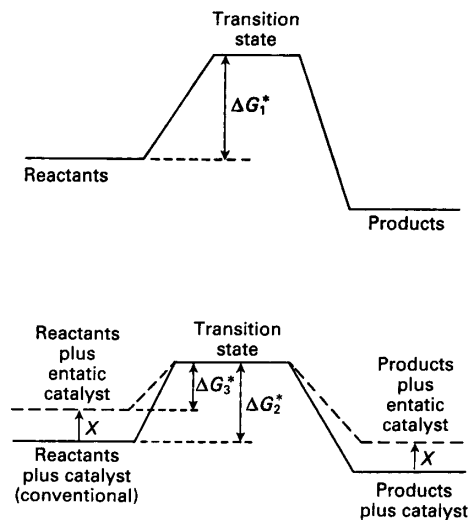 Transition
state
ΔG₁*
Reactants
Products
Reactants
plus
entatic
catalyst
Transition
state
Products
plus
entatic
catalyst
ΔG₃*
ΔG₂*
X
X
Reactants
plus catalyst
(conventional)
Products
plus catalyst